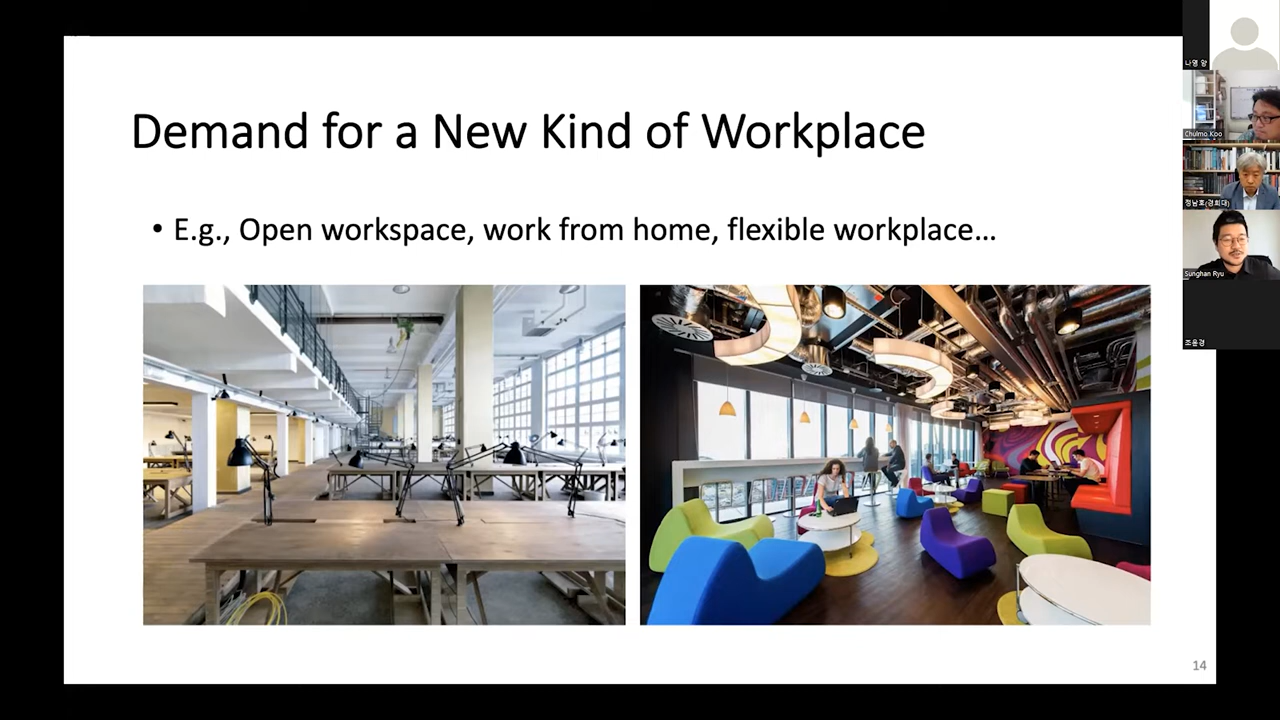 Demand for a New Kind of Workplace
• E.g., Open workspace, work from home, flexible workplace…
14
나영 양
Chulmo Koo
정남호(경희대)
Sunghan Ryu
조윤경